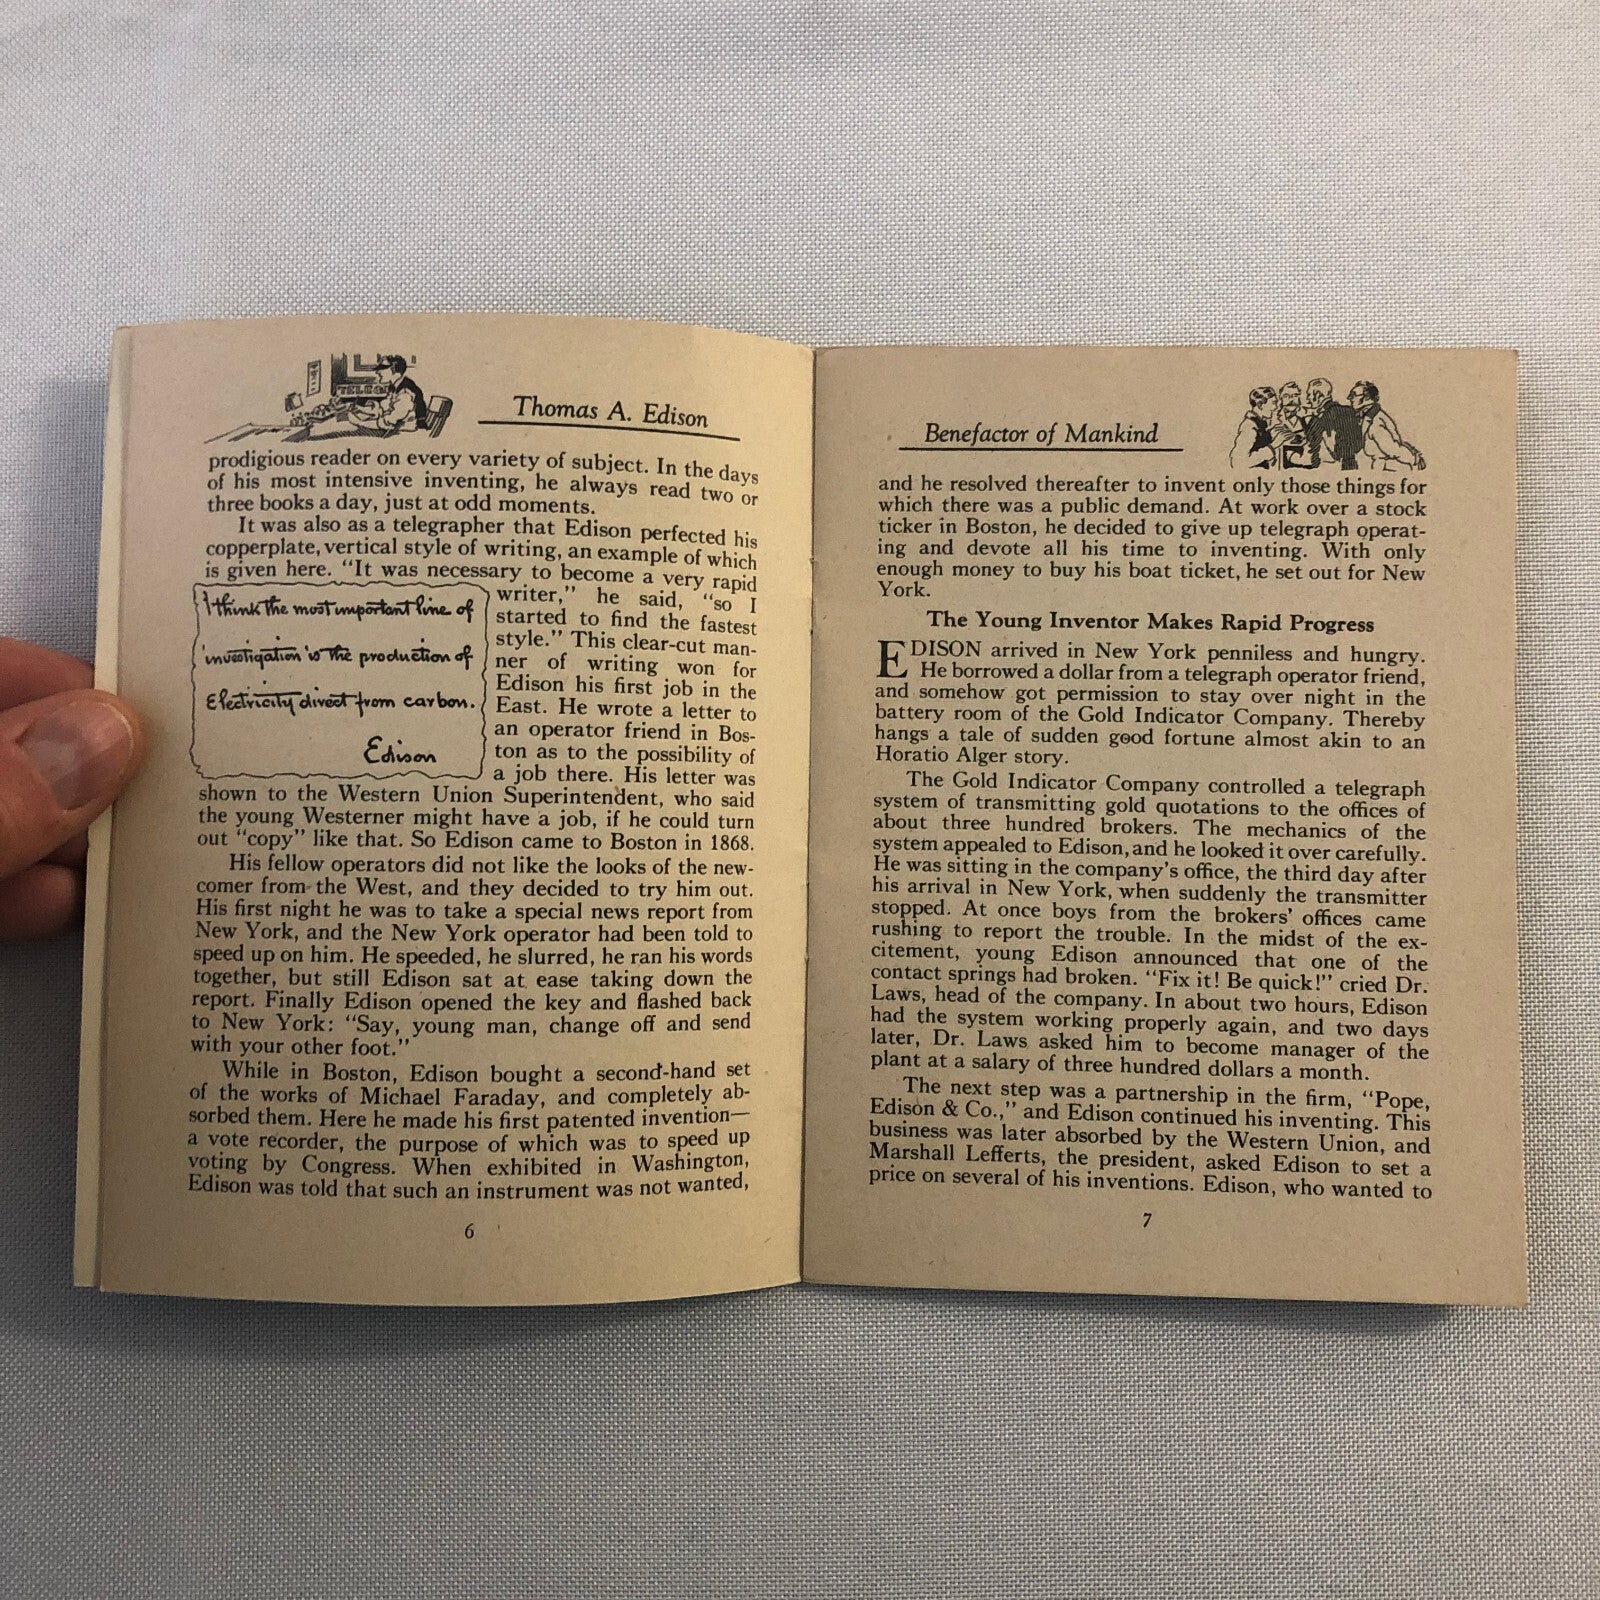 Thomas A. Edison
prodigious reader on every variety of subject. In the days
of his most intensive inventing, he always read two or
three books a day, just at odd moments.
It was also as a telegrapher that Edison perfected his
copperplate, vertical style of writing, an example of which
is given here. "It was necessary to become a very rapid
writer," he said, "so I
started to find the fastest
style." This clear-cut man-
ner of writing won for
Edison his first job in the
East. He wrote a letter to
an operator friend in Bos-
ton as to the possibility of
a job there. His letter was
I think the most important line of
investigation is the production of
Electricity direct from carbon.
Edison
shown to the Western Union Superintendent, who said
the young Westerner might have a job, if he could turn
out "copy" like that. So Edison came to Boston in 1868.
His fellow operators did not like the looks of the new-
comer from the West, and they decided to try him out.
His first night he was to take a special news report from
New York, and the New York operator had been told to
speed up on him. He speeded, he slurred, he ran his words
together, but still Edison sat at ease taking down the
report. Finally Edison opened the key and flashed back
to New York: "Say, young man, change off and send
with your other foot."
While in Boston, Edison bought a second-hand set
of the works of Michael Faraday, and completely ab-
sorbed them. Here he made his first patented invention—
a vote recorder, the purpose of which was to speed up
voting by Congress. When exhibited in Washington,
Edison was told that such an instrument was not wanted,
6
Benefactor of Mankind
and he resolved thereafter to invent only those things for
which there was a public demand. At work over a stock
ticker in Boston, he decided to give up telegraph operat-
ing and devote all his time to inventing. With only
enough money to buy his boat ticket, he set out for New
York.
The Young Inventor Makes Rapid Progress
EDISON arrived in New York penniless and hungry.
He borrowed a dollar from a telegraph operator friend,
and somehow got permission to stay over night in the
battery room of the Gold Indicator Company. Thereby
hangs a tale of sudden good fortune almost akin to an
Horatio Alger story.
The Gold Indicator Company controlled a telegraph
system of transmitting gold quotations to the offices of
about three hundred brokers. The mechanics of the
system appealed to Edison, and he looked it over carefully.
He was sitting in the company's office, the third day after
his arrival in New York, when suddenly the transmitter
stopped. At once boys from the brokers' offices came
rushing to report the trouble. In the midst of the ex-
citement, young Edison announced that one of the
contact springs had broken. "Fix it! Be quick!" cried Dr.
Laws, head of the company. In about two hours, Edison
had the system working properly again, and two days
later, Dr. Laws asked him to become manager of the
plant at a salary of three hundred dollars a month.
The next step was a partnership in the firm, "Pope,
Edison & Co.," and Edison continued his inventing. This
business was later absorbed by the Western Union, and
Marshall Lefferts, the president, asked Edison to set a
price on several of his inventions. Edison, who wanted to
7